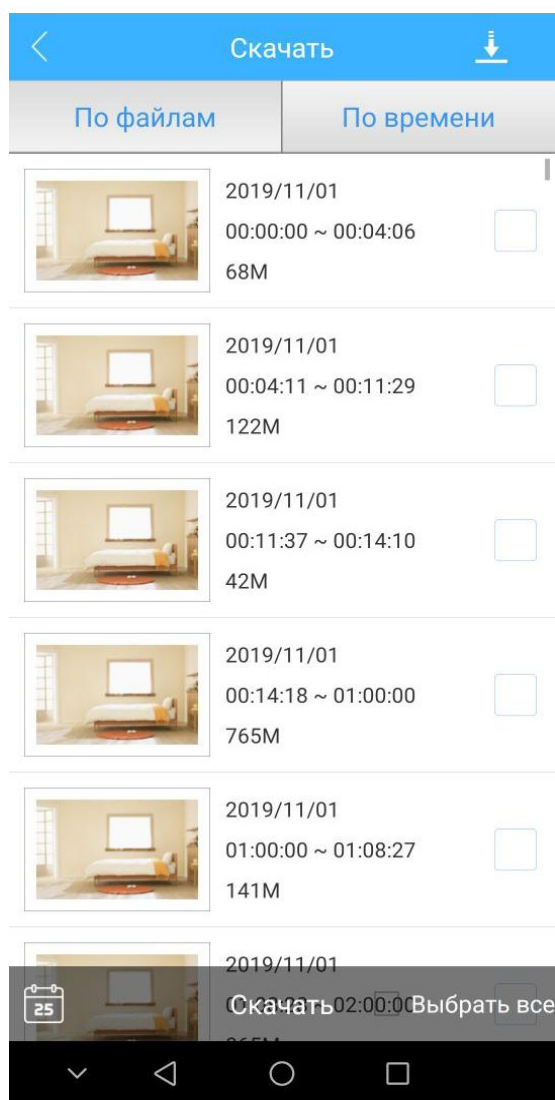 Скачать
По файлам
По времени
2019/11/01
00:00:00 ~ 00:04:06
68M
2019/11/01
00:04:11 ~ 00:11:29
122M
2019/11/01
00:11:37 ~ 00:14:10
42M
2019/11/01
00:14:18 ~ 01:00:00
765M
2019/11/01
01:00:00 ~ 01:08:27
141M
2019/11/01
25
Скачать
Выбрать все